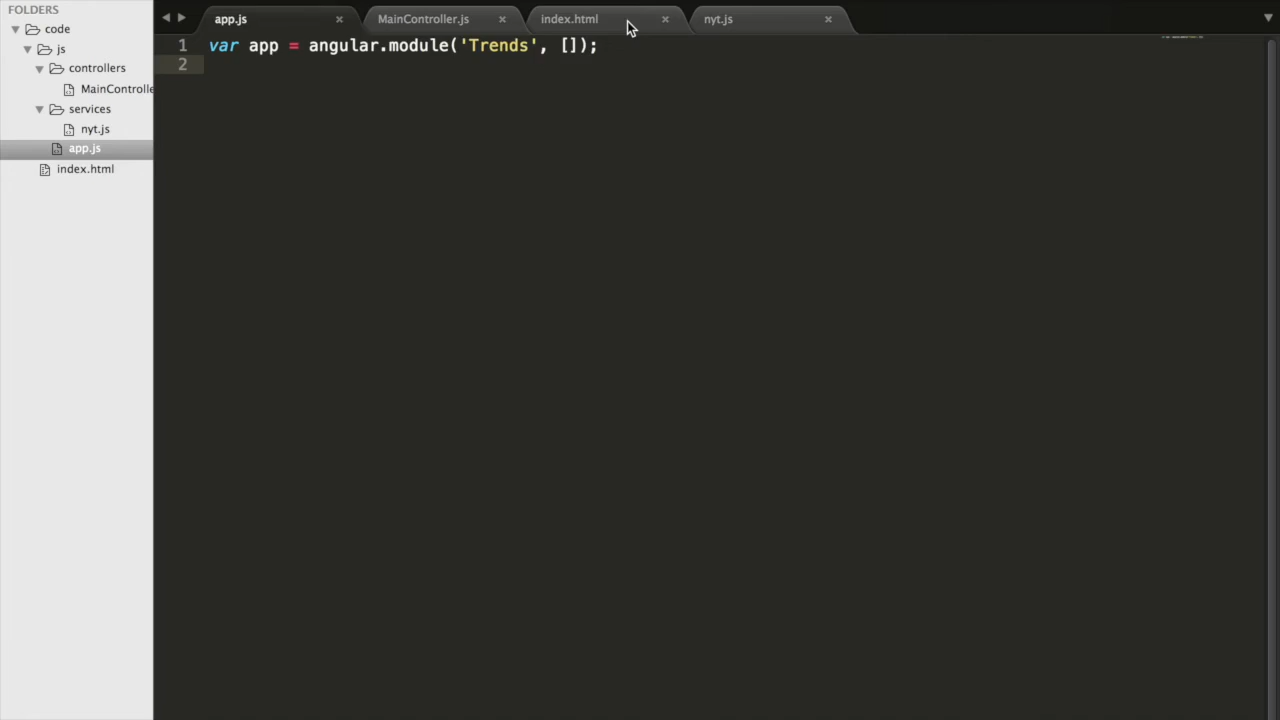 FOLDERS
code
js
controllers
MainControlle
services
nyt.js
app.js
index.html
app.js
MainController.js
index.html
nyt.js
1 var app = angular.module('Trends', []);
2